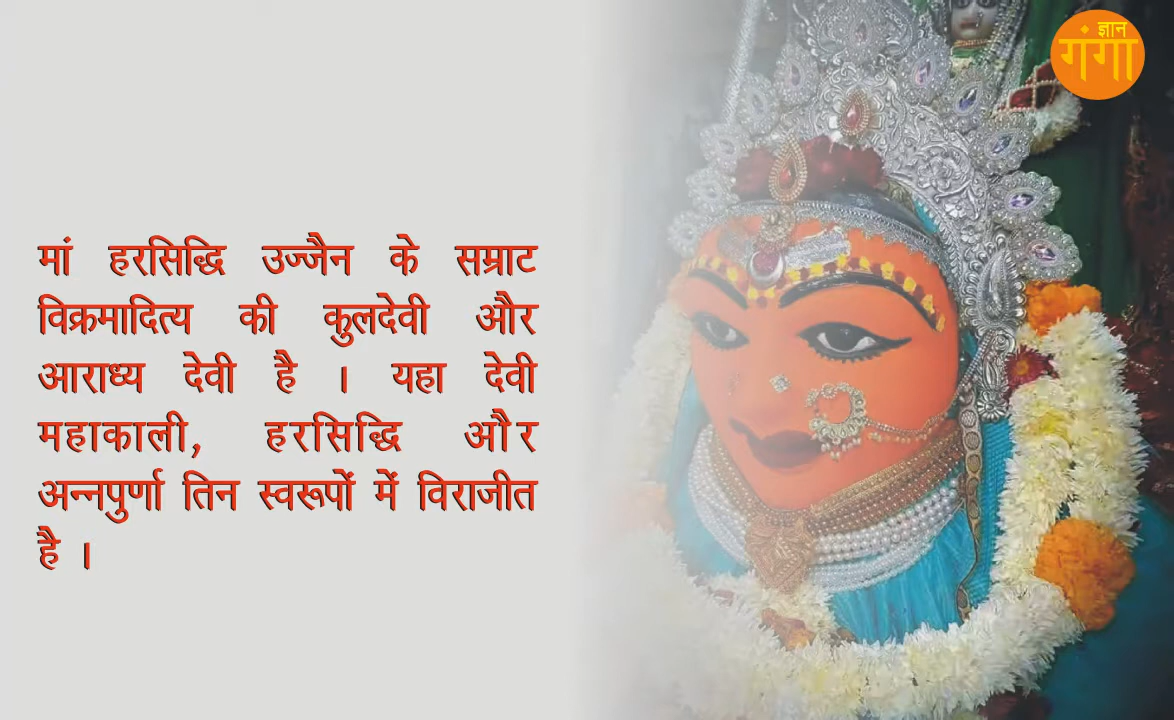 ज्ञान
गंगा
मां हरसिद्धि उज्जैन के सम्राट
विक्रमादित्य की कुलदेवी और
आराध्य देवी है । यहा देवी
महाकाली, हरसिद्धि और
अन्नपुर्णा तिन स्वरूपों में विराजीत
है ।